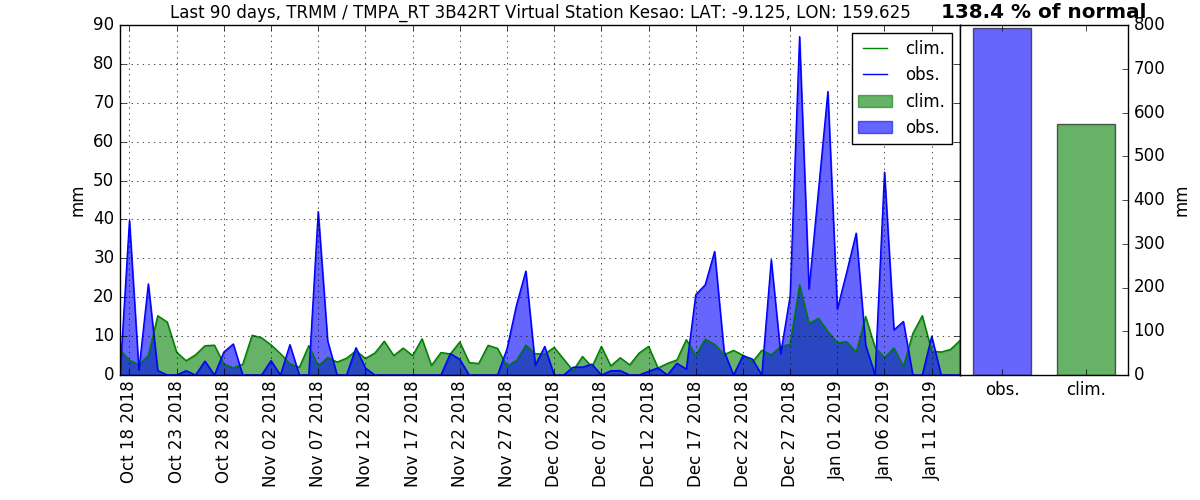 Last 90 days, TRMM / TMPA_RT 3B42RT Virtual Station Kesao: LAT: -9.125, LON: 159.625
138.4 % of normal
90
80
70
60
50
40
30
20
10
0
mm
clim.
obs.
clim.
obs.
Oct 18 2018
Oct 23 2018
Oct 28 2018
Nov 02 2018
Nov 07 2018
Nov 12 2018
Nov 17 2018
Nov 22 2018
Nov 27 2018
Dec 02 2018
Dec 07 2018
Dec 12 2018
Dec 17 2018
Dec 22 2018
Dec 27 2018
Jan 01 2019
Jan 06 2019
Jan 11 2019
800
700
600
500
400
300
200
100
0
mm
obs.
clim.